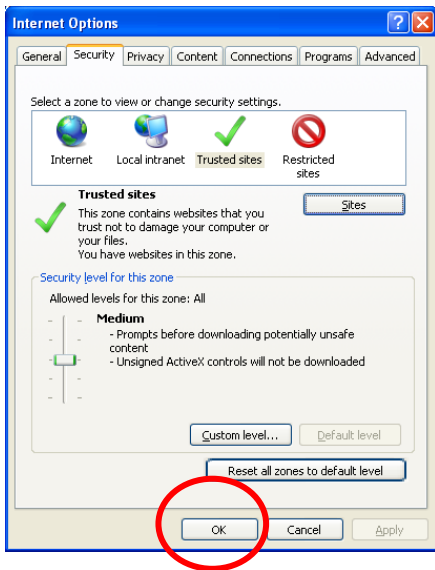 Internet Options
General Security Privacy Content Connections Programs Advanced
Select a zone to view or change security settings.
Internet Local intranet Trusted sites Restricted
sites
Trusted sites
Sites
This zone contains websites that you
trust not to damage your computer or
your files.
You have websites in this zone.
Security level for this zone
Allowed levels for this zone: All
Medium
- Prompts before downloading potentially unsafe
content
- Unsigned ActiveX controls will not be downloaded
Custom level... Default level
Reset all zones to default level
OK Cancel Apply